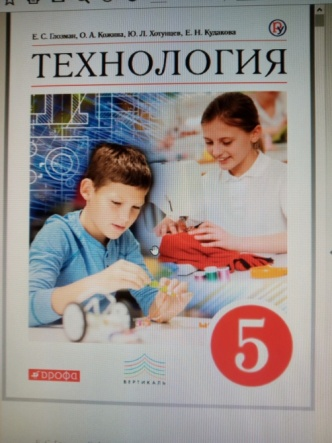 Е. С. Глозман, О. А. Кожина, Ю. Л. Хотунцев, Е. Н. Кудакова
ТЕХНОЛОГИЯ
5
дрофа
ВЕРТИКАЛЬ